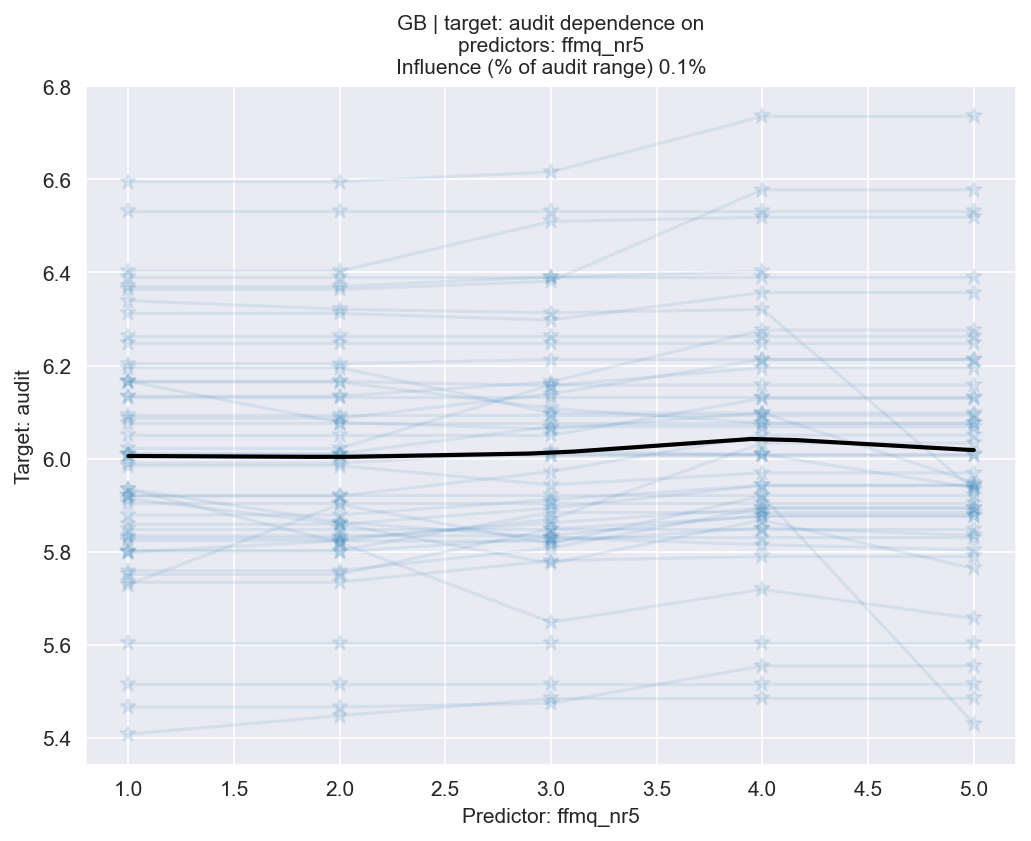 GB | target: audit dependence on
predictors: ffmq_nr5
Influence (% of audit range) 0.1%
6.8
6.6
6.4
6.2
6.0
5.8
5.6
5.4
Target: audit
1.0 1.5 2.0 2.5 3.0 3.5 4.0 4.5 5.0
Predictor: ffmq_nr5